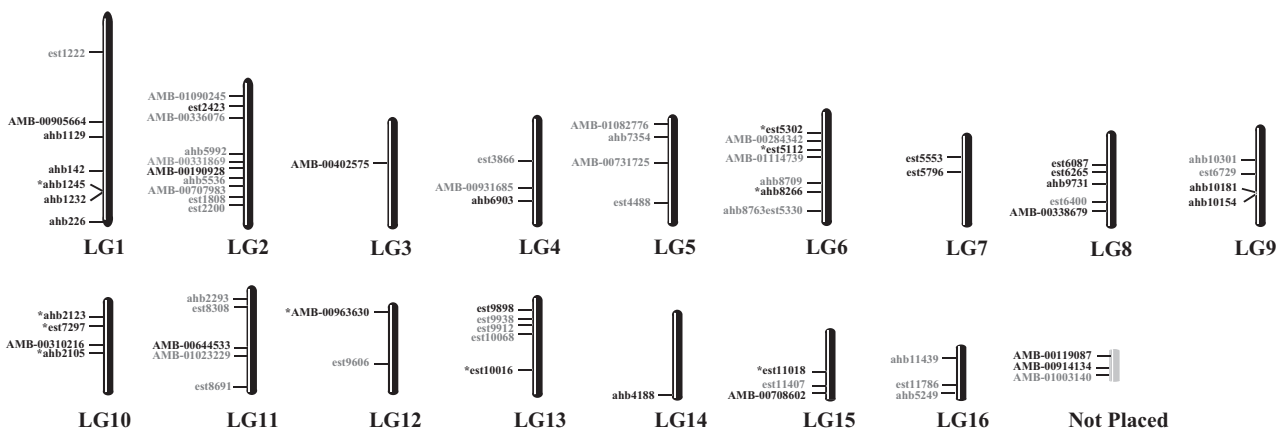 est1222
AMB-00905664
ahb1129
ahb142
*ahb1245
ahb1232
ahb226
LG1
AMB-01090245
est2423
AMB-00336076
ahb5992
AMB-00331869
AMB-00190928
ahb5536
AMB-00707983
est1808
est2200
LG2
AMB-00402575
LG3
est3866
AMB-00931685
ahb6903
LG4
AMB-01082776
ahb7354
AMB-00731725
est4488
LG5
*est5302
AMB-00284342
*est5112
AMB-01114739
ahb8709
*ahb8266
ahb8763est5330
LG6
est5553
est5796
LG7
est6087
est6265
ahb9731
est6400
AMB-00338679
LG8
ahb10301
est6729
ahb10181
ahb10154
LG9
*ahb2123
*est7297
AMB-00310216
*ahb2105
LG10
ahb2293
est8308
AMB-00644533
AMB-01023229
est8691
LG11
*AMB-00963630
est9606
LG12
est9898
est9938
est9912
est10068
*est10016
LG13
ahb4188
LG14
*est11018
est11407
AMB-00708602
LG15
ahb11439
est11786
ahb5249
LG16
AMB-00119087
AMB-00914134
AMB-01003140
Not Placed